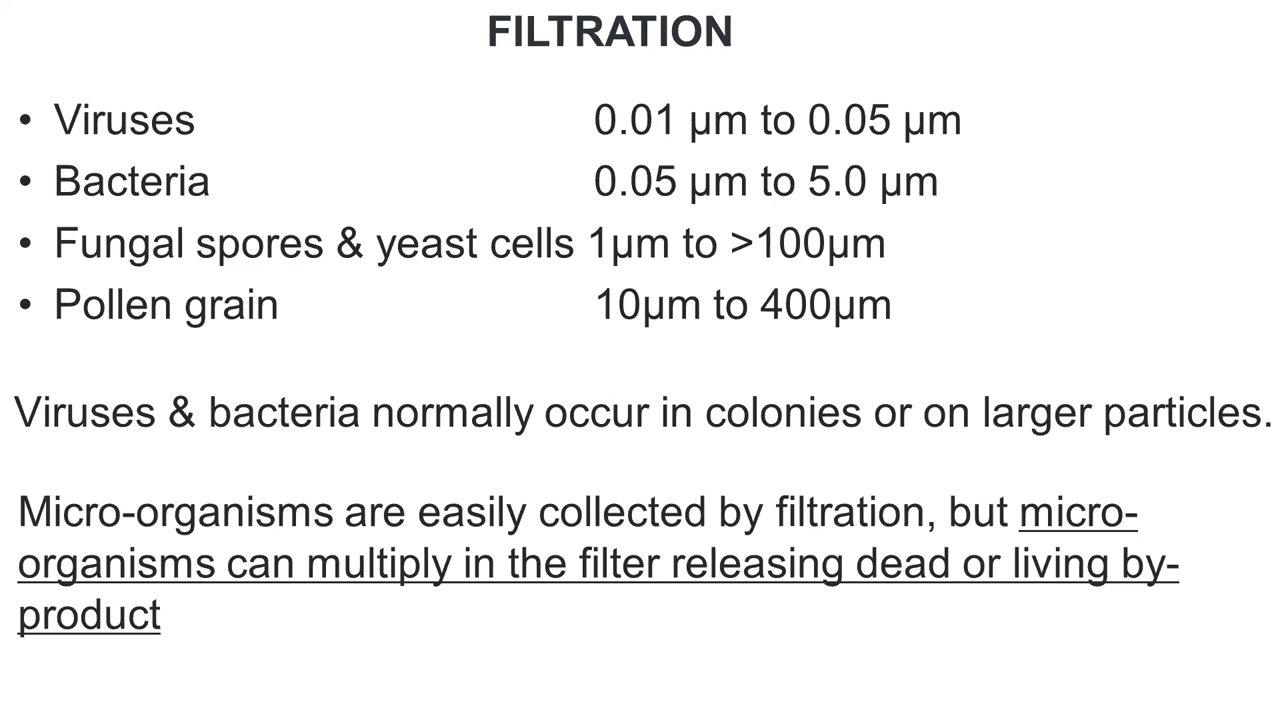 FILTRATION
• Viruses 0.01 µm to 0.05 µm
• Bacteria 0.05 µm to 5.0 µm
• Fungal spores & yeast cells 1µm to >100µm
• Pollen grain 10µm to 400µm
Viruses & bacteria normally occur in colonies or on larger particles.
Micro-organisms are easily collected by filtration, but micro-
organisms can multiply in the filter releasing dead or living by-
product